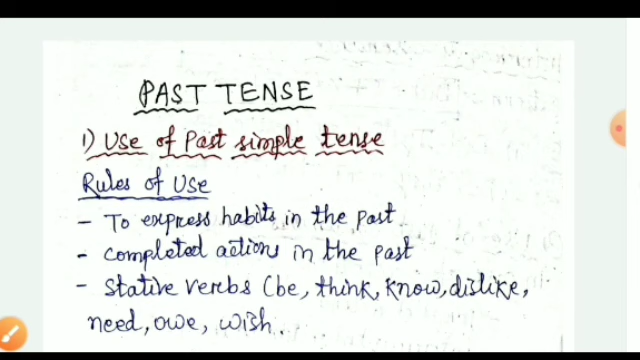 PAST TENSE
1) Use of Past simple tense
Rules of Use
- To express habits in the past
- completed actions in the past
- stative verbs (be, think, know, dislike,
need, owe, wish.